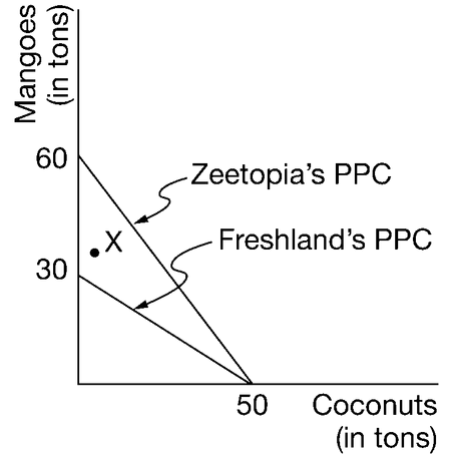 Mangoes
(in tons)
60
Zeetopia's PPC
X
Freshland's PPC
30
50
Coconuts
(in tons)